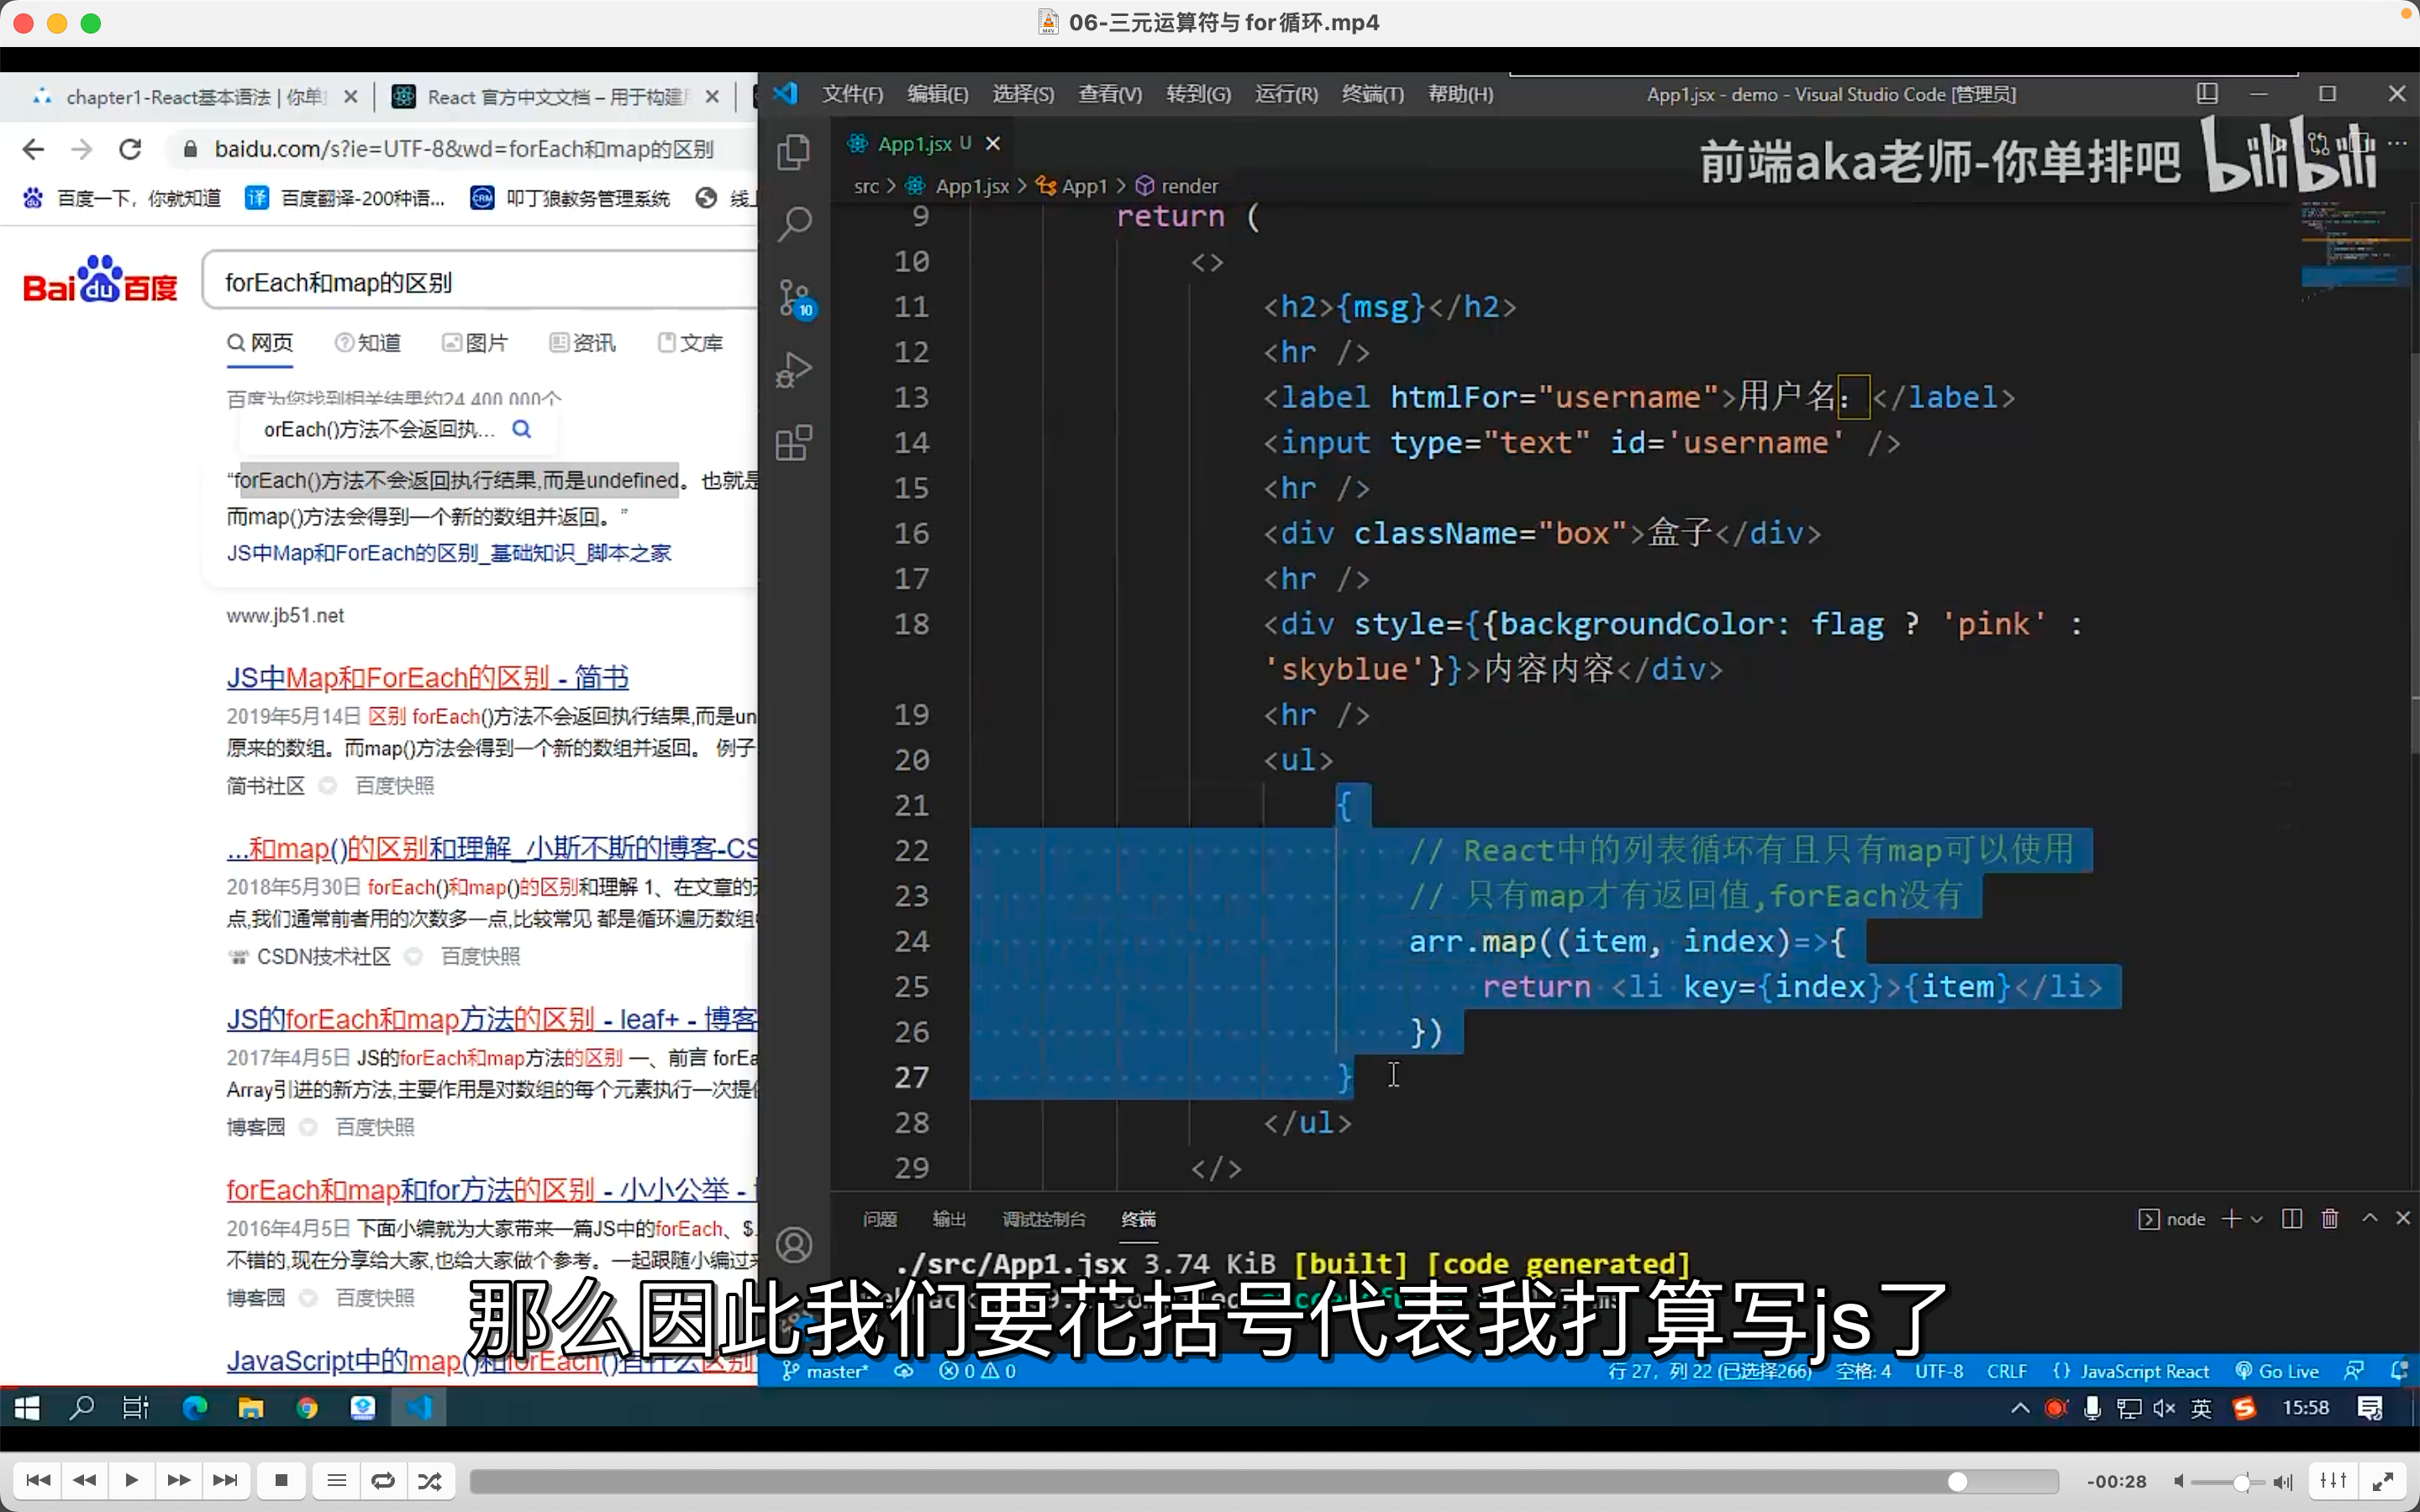 06-三元运算符与for循环.mp4
chapter1-React基本语法 | 你单
React 官方中文文档 – 用于构建
baidu.com/s?ie=UTF-8&wd=forEach和map的区别
百度一下，你就知道
百度翻译-200种语...
叩丁狼教务管理系统
线上
Bai du 百度
forEach和map的区别
网页
知道
图片
资讯
文库
百度为您找到相关结果约24,400,000个
orEach()方法不会返回执...
“forEach()方法不会返回执行结果,而是undefined。也就是
而map()方法会得到一个新的数组并返回。”
JS中Map和ForEach的区别_基础知识_脚本之家
www.jb51.net
JS中Map和ForEach的区别 - 简书
2019年5月14日 区别 forEach()方法不会返回执行结果,而是un
原来的数组。而map()方法会得到一个新的数组并返回。 例子
简书社区
百度快照
...和map()的区别和理解_小斯不斯的博客-CS
2018年5月30日 forEach()和map()的区别和理解 1、在文章的
点,我们通常前者用的次数多一点,比较常见 都是循环遍历数组
CSDN技术社区
百度快照
JS的forEach和map方法的区别 - leaf+ - 博客
2017年4月5日 JS的forEach和map方法的区别 一、前言 forEa
Array引进的新方法,主要作用是对数组的每个元素执行一次提供
博客园
百度快照
forEach和map和for方法的区别 - 小小公举 -
2016年4月5日 下面小编就为大家带来一篇JS中的forEach、$.
不错的,现在分享给大家,也给大家做个参考。一起跟随小编过来
博客园
百度快照
JavaScript中的map()和forEach()有什么区别
文件(F)
编辑(E)
选择(S)
查看(V)
转到(G)
运行(R)
终端(T)
帮助(H)
App1.jsx - demo - Visual Studio Code [管理员]
App1.jsx U
前端aka老师-你单排吧 bilibili
src > App1.jsx > App1 > render
10
9 return (
10 <>
11 <h2>{msg}</h2>
12 <hr />
13 <label htmlFor="username">用户名：</label>
14 <input type="text" id='username' />
15 <hr />
16 <div className="box">盒子</div>
17 <hr />
18 <div style={{backgroundColor: flag ? 'pink' :
'skyblue'}}>内容内容</div>
19 <hr />
20 <ul>
21 {
22 // React中的列表循环有且只有map可以使用
23 // 只有map才有返回值,forEach没有
24 arr.map((item, index)=>{
25 return <li key={index}>{item}</li>
26 })
27 }
28 </ul>
29 </>
问题
输出
调试控制台
终端
node
./src/App1.jsx 3.74 KiB [built] [code generated]
那么因此我们要花括号代表我打算写js了
master*
0
0
行 27，列 22 (已选择266)
空格: 4
UTF-8
CRLF
{} JavaScript React
Go Live
英
15:58
-00:28